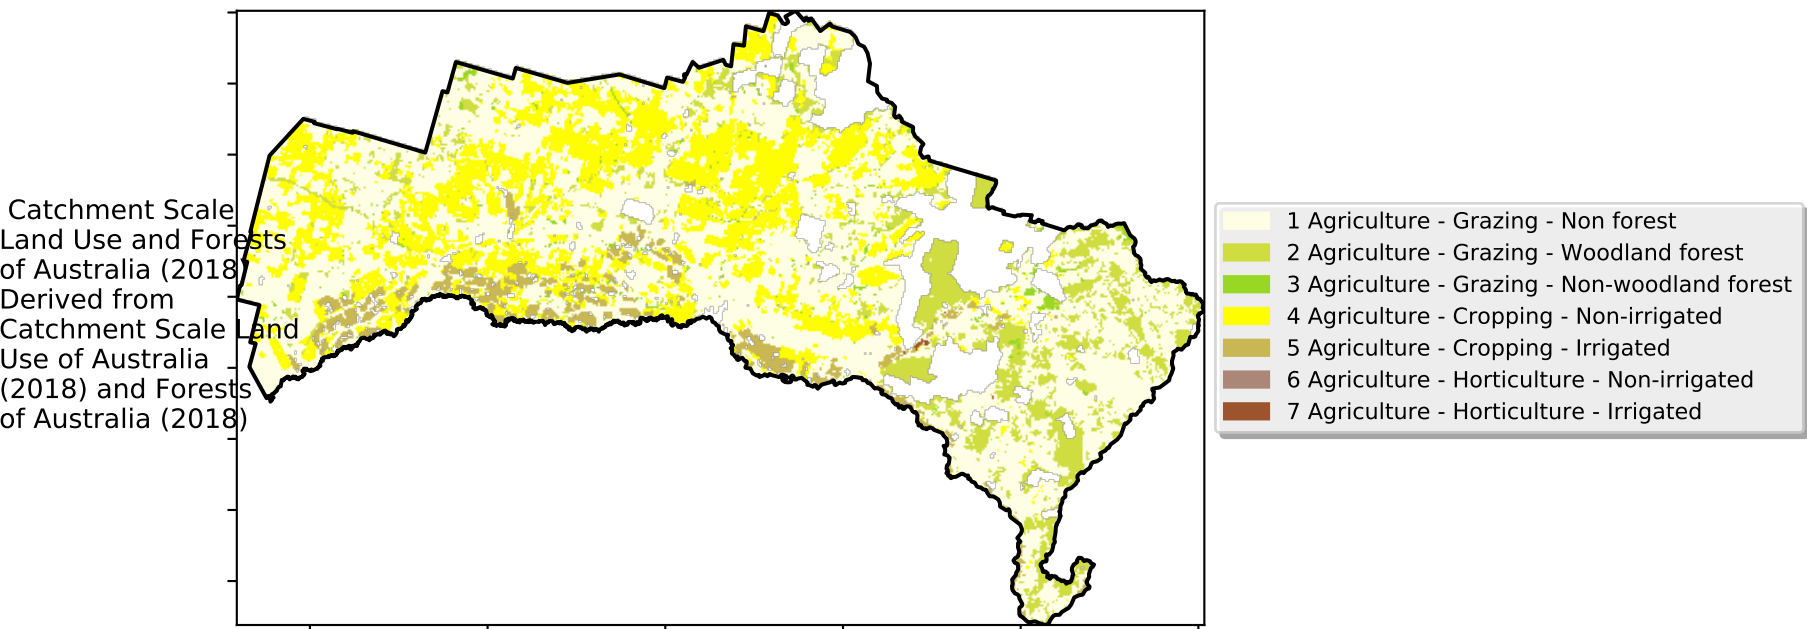 Catchment Scale
Land Use and Forests
of Australia (2018)
Derived from
Catchment Scale Land
Use of Australia
(2018) and Forests
of Australia (2018)
1 Agriculture - Grazing - Non forest
2 Agriculture - Grazing - Woodland forest
3 Agriculture - Grazing - Non-woodland forest
4 Agriculture - Cropping - Non-irrigated
5 Agriculture - Cropping - Irrigated
6 Agriculture - Horticulture - Non-irrigated
7 Agriculture - Horticulture - Irrigated